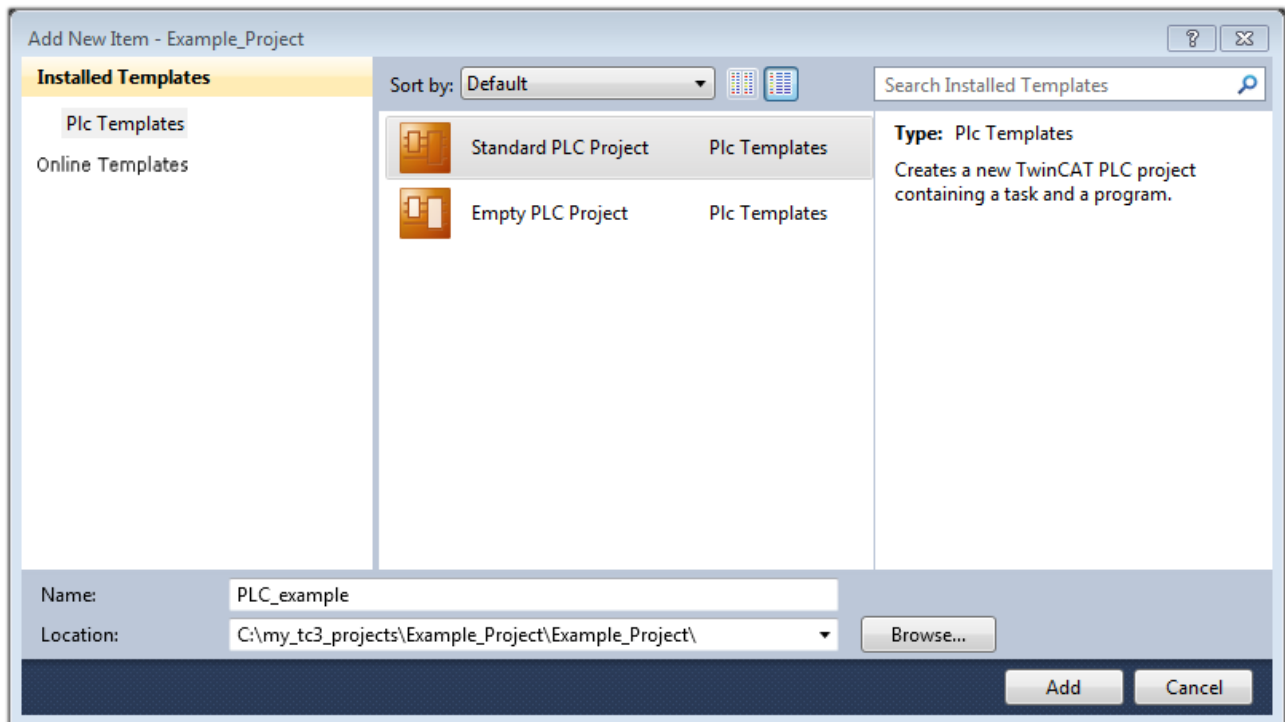 Add New Item - Example_Project
Installed Templates
Plc Templates
Online Templates
Sort by: Default
Standard PLC Project Plc Templates
Empty PLC Project Plc Templates
Search Installed Templates
Type: Plc Templates
Creates a new TwinCAT PLC project
containing a task and a program.
Name: PLC_example
Location: C:\my_tc3_projects\Example_Project\Example_Project\ Browse...
Add Cancel